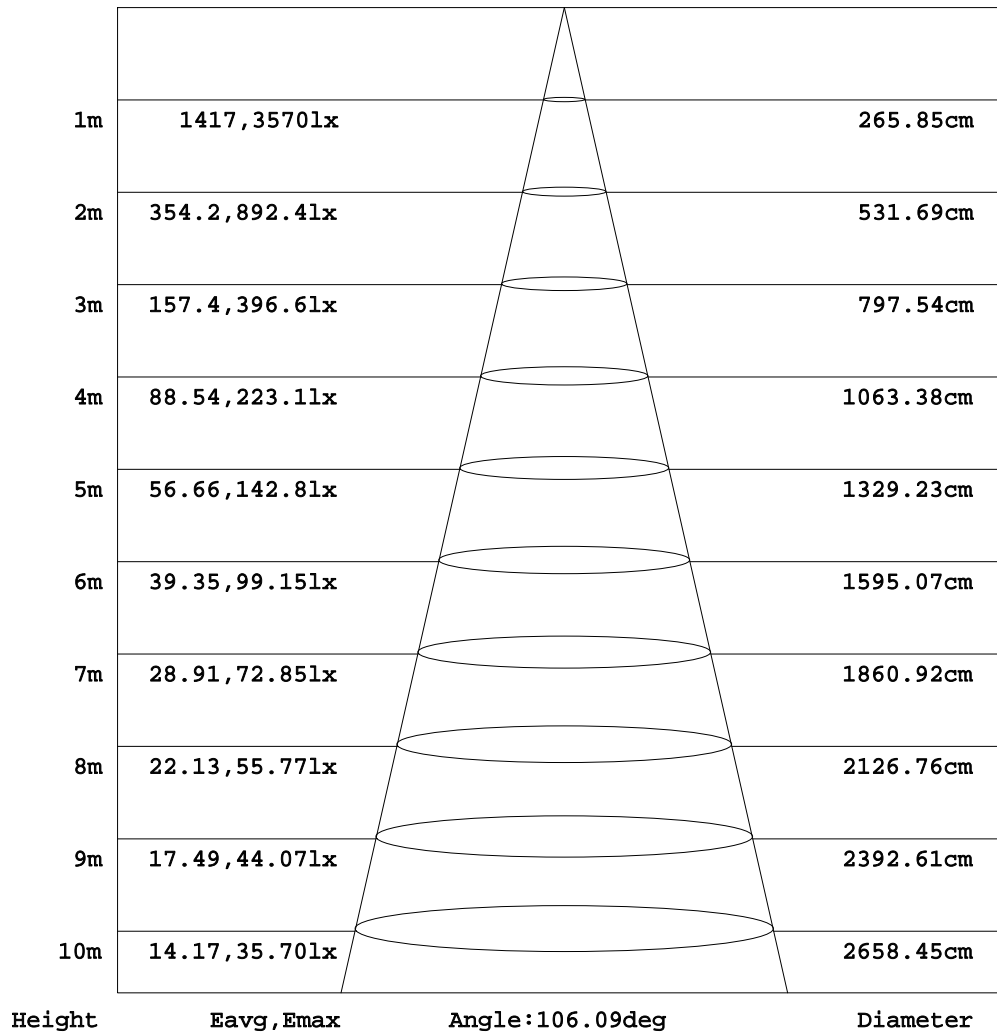 1m 1417,3570lx 265.85cm
2m 354.2,892.4lx 531.69cm
3m 157.4,396.6lx 797.54cm
4m 88.54,223.1lx 1063.38cm
5m 56.66,142.8lx 1329.23cm
6m 39.35,99.15lx 1595.07cm
7m 28.91,72.85lx 1860.92cm
8m 22.13,55.77lx 2126.76cm
9m 17.49,44.07lx 2392.61cm
10m 14.17,35.70lx 2658.45cm
Height Eavg,Emax Angle:106.09deg Diameter